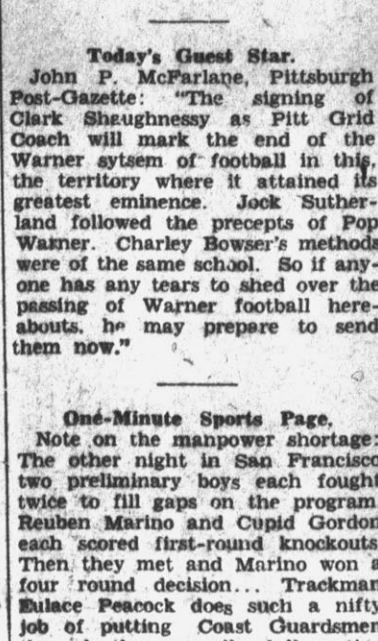 Today's Guest Star.
John P. McFarlane, Pittsburgh
Post-Gazette: "The signing of
Clark Shaughnessy as Pitt Grid
Coach will mark the end of the
Warner sytsem of football in this,
the territory where it attained its
greatest eminence. Jock Suther-
land followed the precepts of Pop
Warner. Charley Bowser's methods
were of the same school. So if any-
one has any tears to shed over the
passing of Warner football here-
abouts, he may prepare to send
them now."
One-Minute Sports Page.
Note on the manpower shortage:
The other night in San Francisco
two preliminary boys each fought
twice to fill gaps on the program
Reuben Marino and Cupid Gordon
each scored first-round knockouts
Then they met and Marino won a
four round decision... Trackman
Eulace Peacock does such a nifty
job of putting Coast Guardsmen